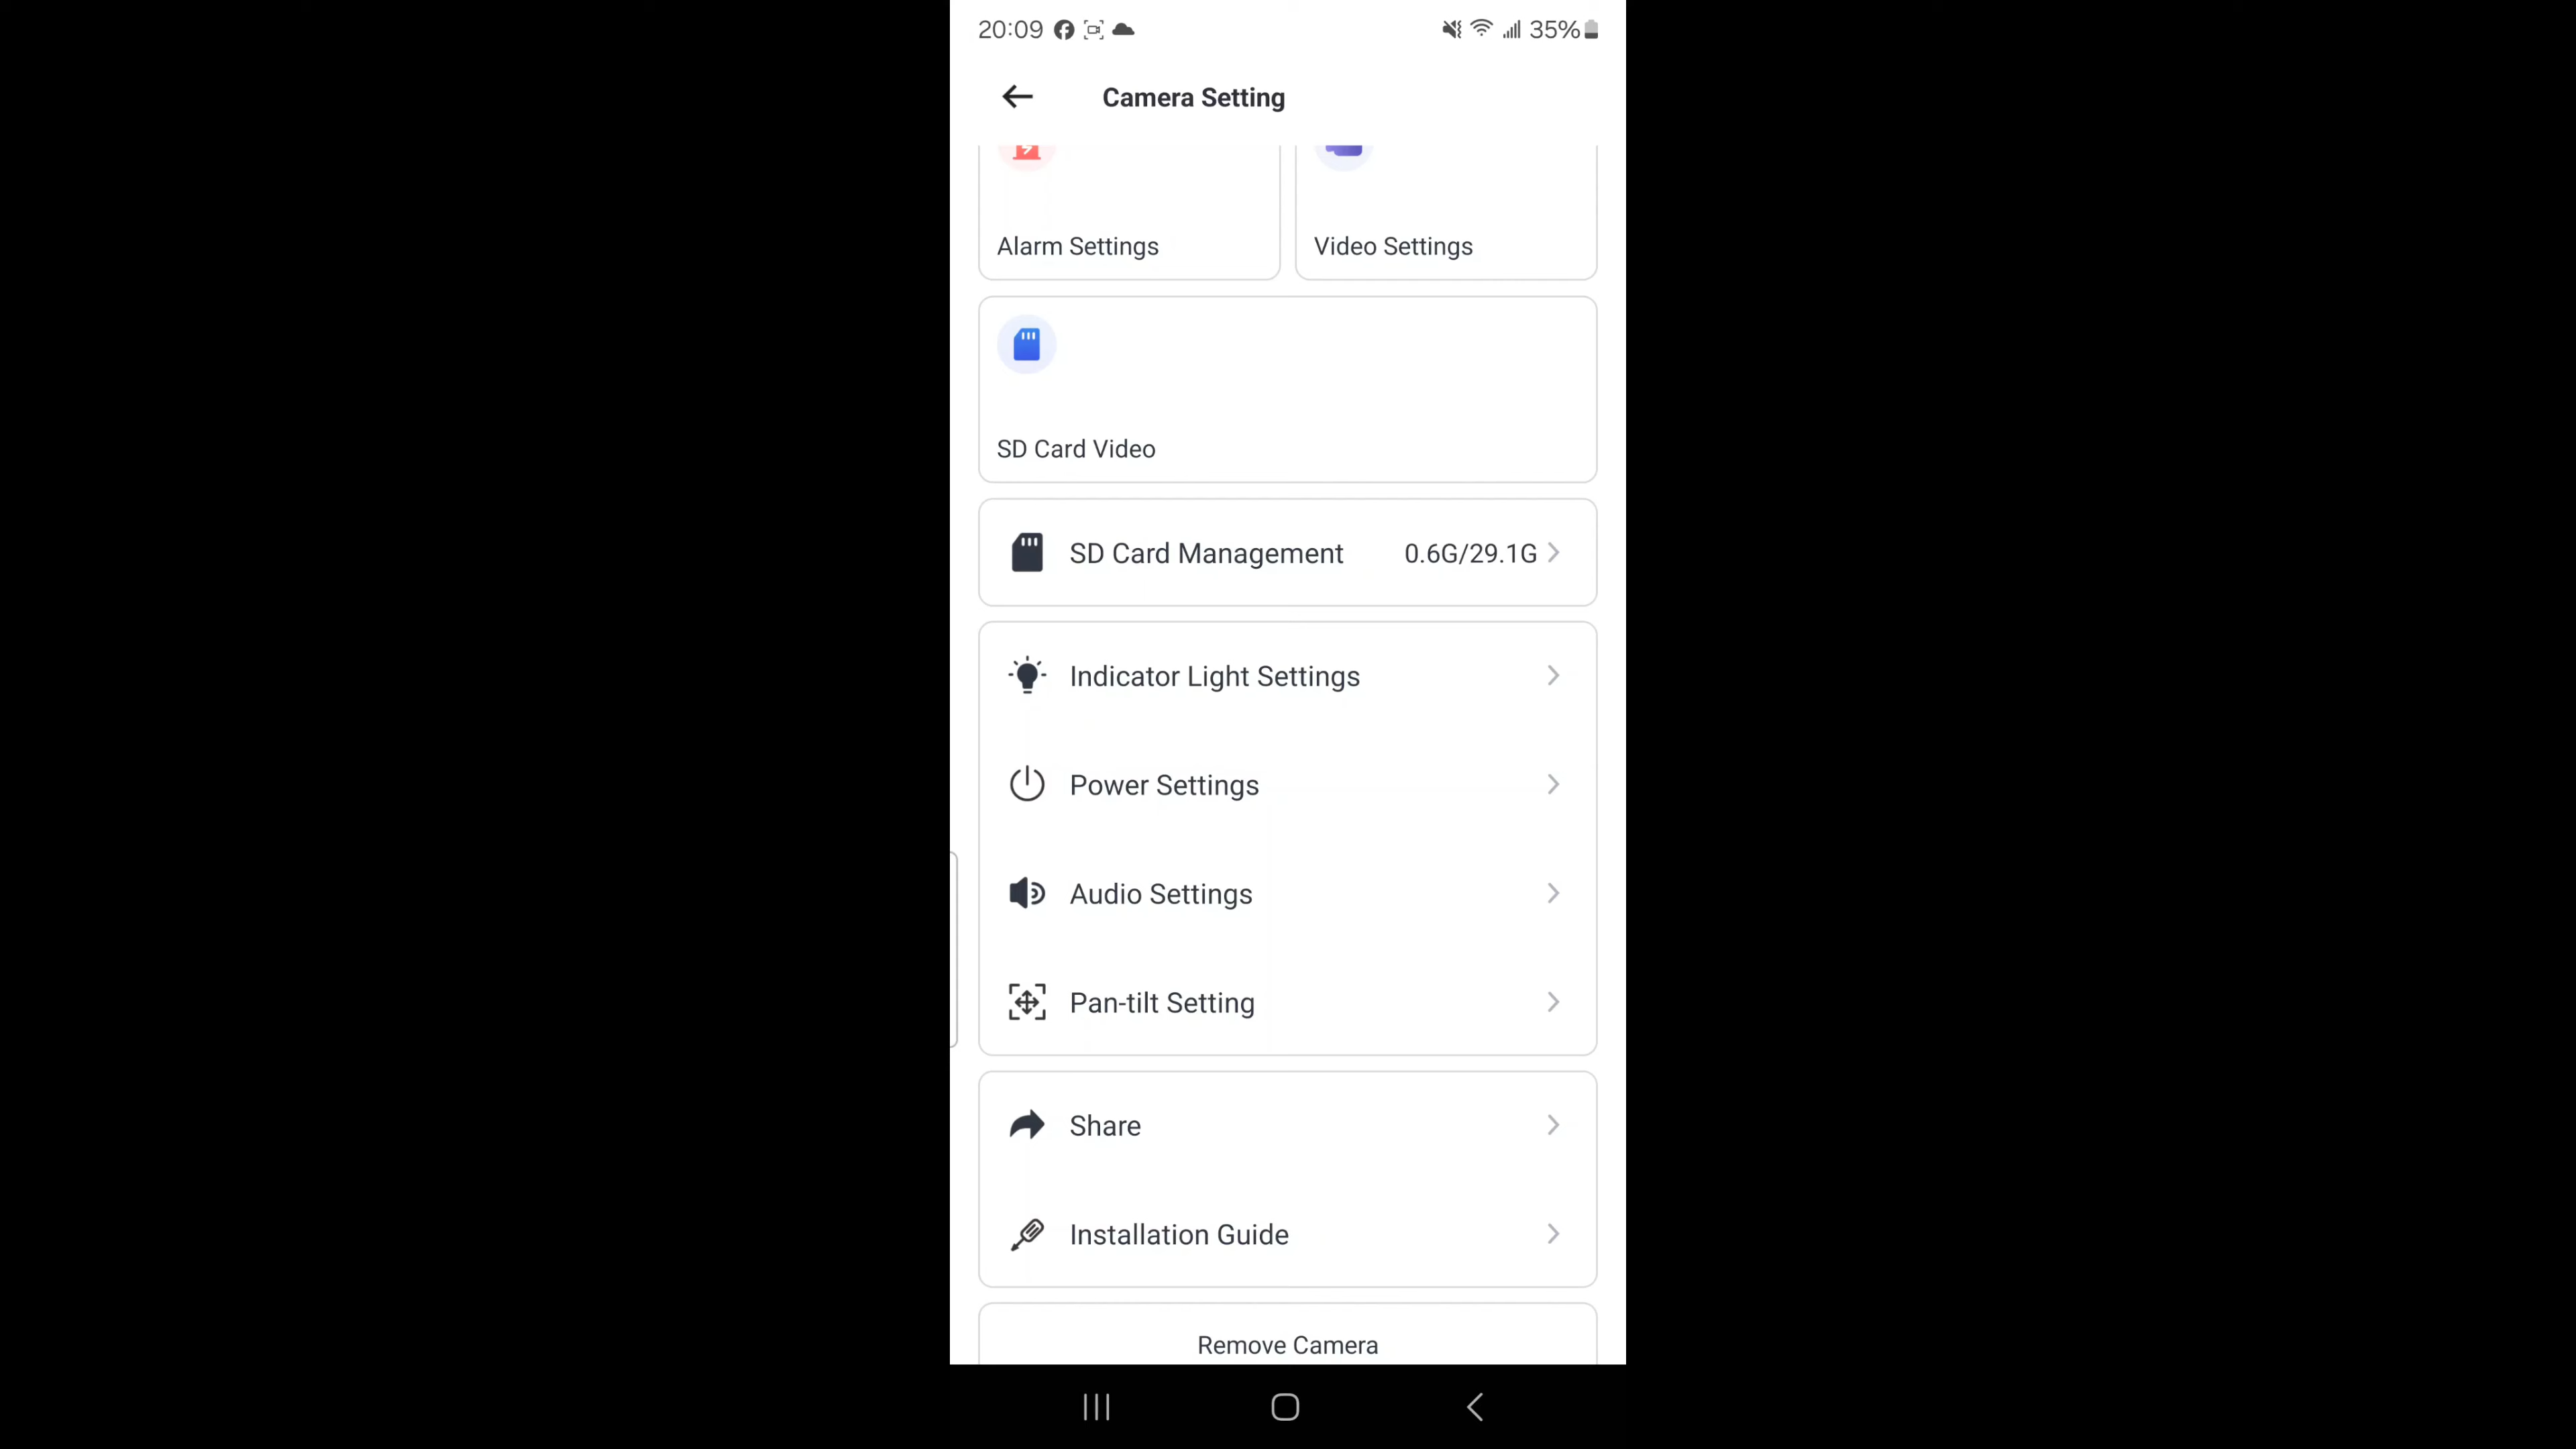 20:09
35%
Camera Setting
Alarm Settings
Video Settings
SD Card Video
SD Card Management 0.6G/29.1G
Indicator Light Settings
Power Settings
Audio Settings
Pan-tilt Setting
Share
Installation Guide
Remove Camera